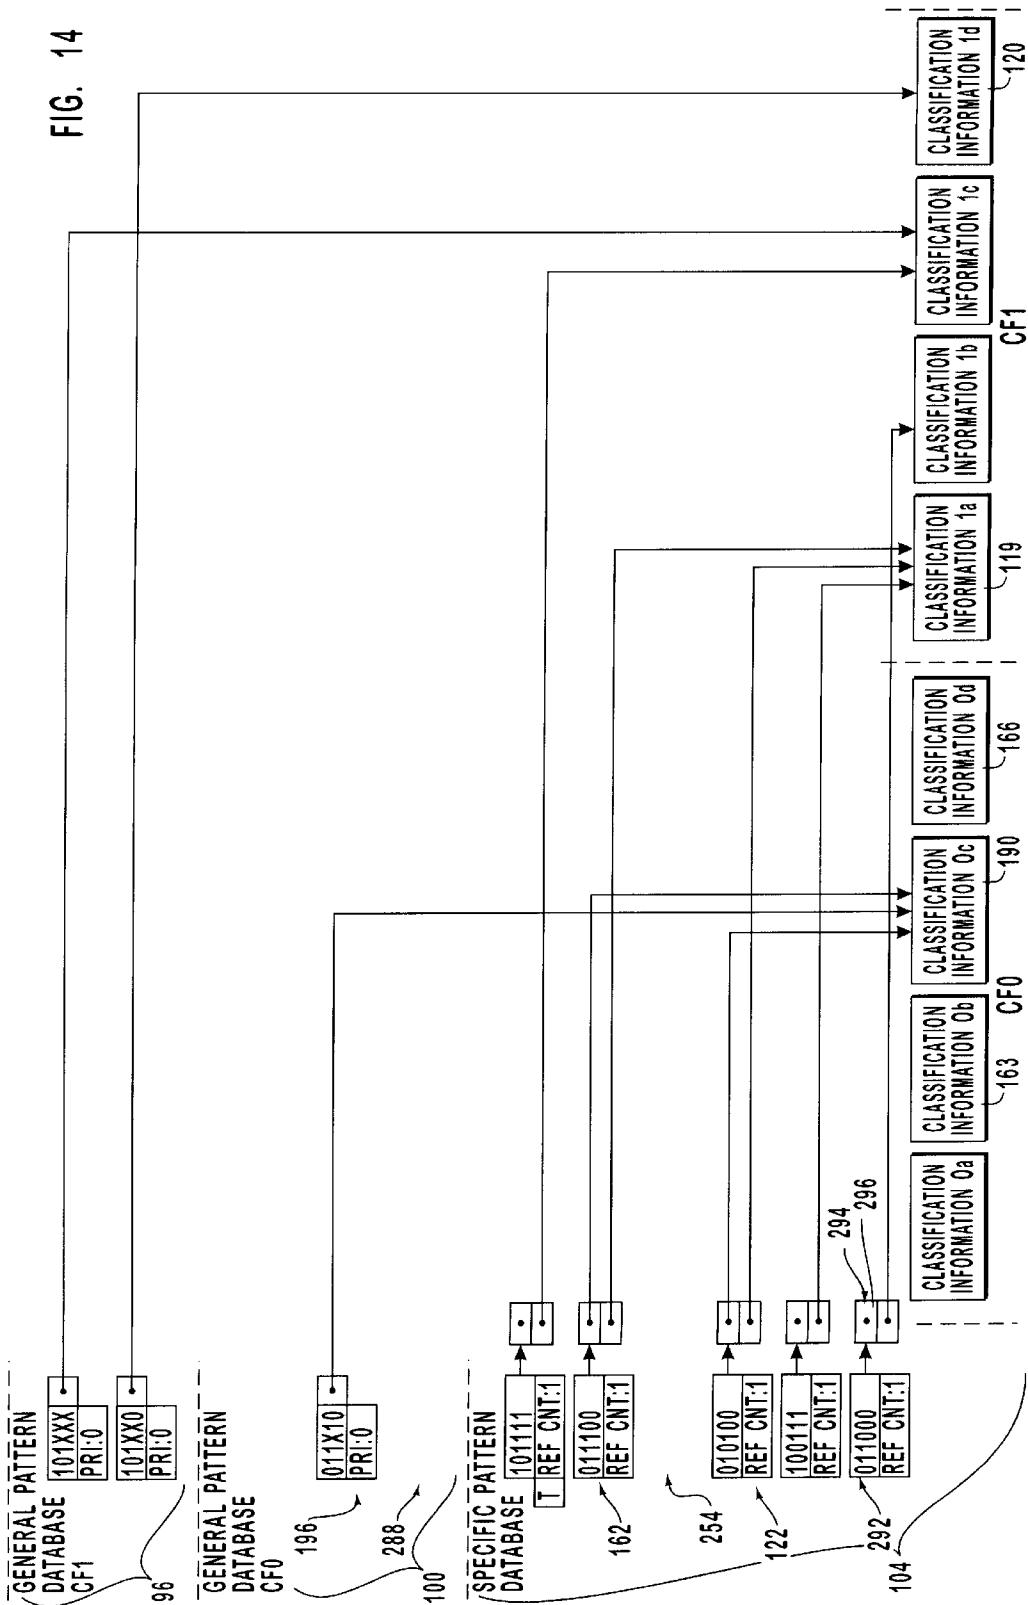 FIG. 14
GENERAL PATTERN
DATABASE
CF1
101XXX
PRI:0
101XX0
PRI:0
96
GENERAL PATTERN
DATABASE
CF0
011X10
PRI:0
196
288
100
SPECIFIC PATTERN
DATABASE
101111
T REF CNT:1
011100
REF CNT:1
162
254
010100
REF CNT:1
122
100111
REF CNT:1
011000
REF CNT:1
292
104
294
296
CLASSIFICATION
INFORMATION 0a
CLASSIFICATION
INFORMATION 0b
163
CF0
CLASSIFICATION
INFORMATION 0c
190
CLASSIFICATION
INFORMATION 0d
166
CLASSIFICATION
INFORMATION 1a
119
CLASSIFICATION
INFORMATION 1b
CF1
CLASSIFICATION
INFORMATION 1c
CLASSIFICATION
INFORMATION 1d
120